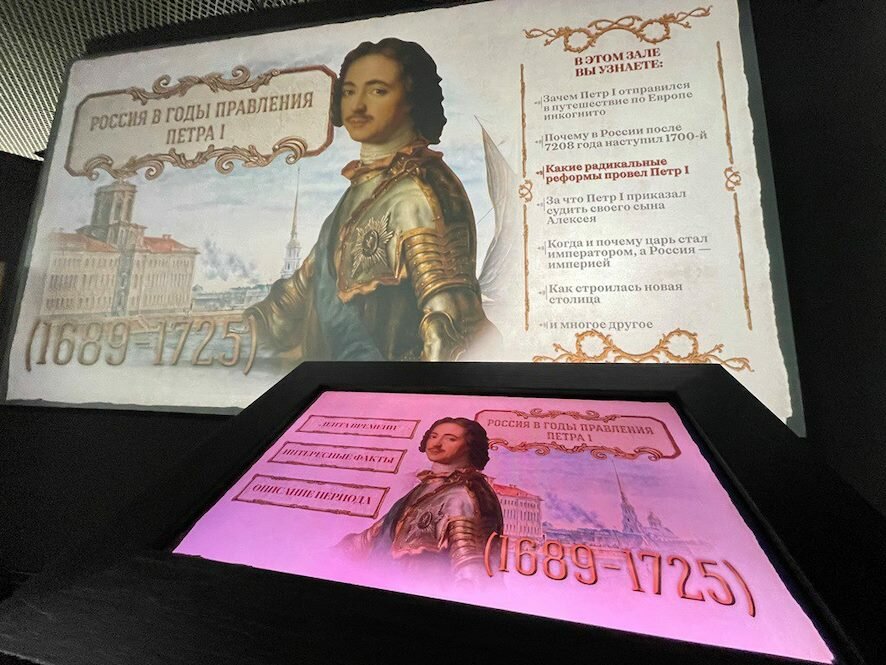 РОССИЯ В ГОДЫ ПРАВЛЕНИЯ
ПЕТРА I
(1689-1725)
В ЭТОМ ЗАЛЕ
ВЫ УЗНАЕТЕ:
Зачем Петр I отправился
в путешествие по Европе
инкогнито
Почему в России после
7208 года наступил 1700-й
Какие радикальные
реформы провел Петр I
За что Петр I приказал
судить своего сына
Алексея
Когда и почему царь стал
императором, а Россия —
империей
Как строилась новая
столица
и многое другое
ЛЕНТА ВРЕМЕНИ
ИНТЕРЕСНЫЕ ФАКТЫ
ОПИСАНИЕ ПЕРИОДА
РОССИЯ В ГОДЫ ПРАВЛЕНИЯ
ПЕТРА I
(1689-1725)